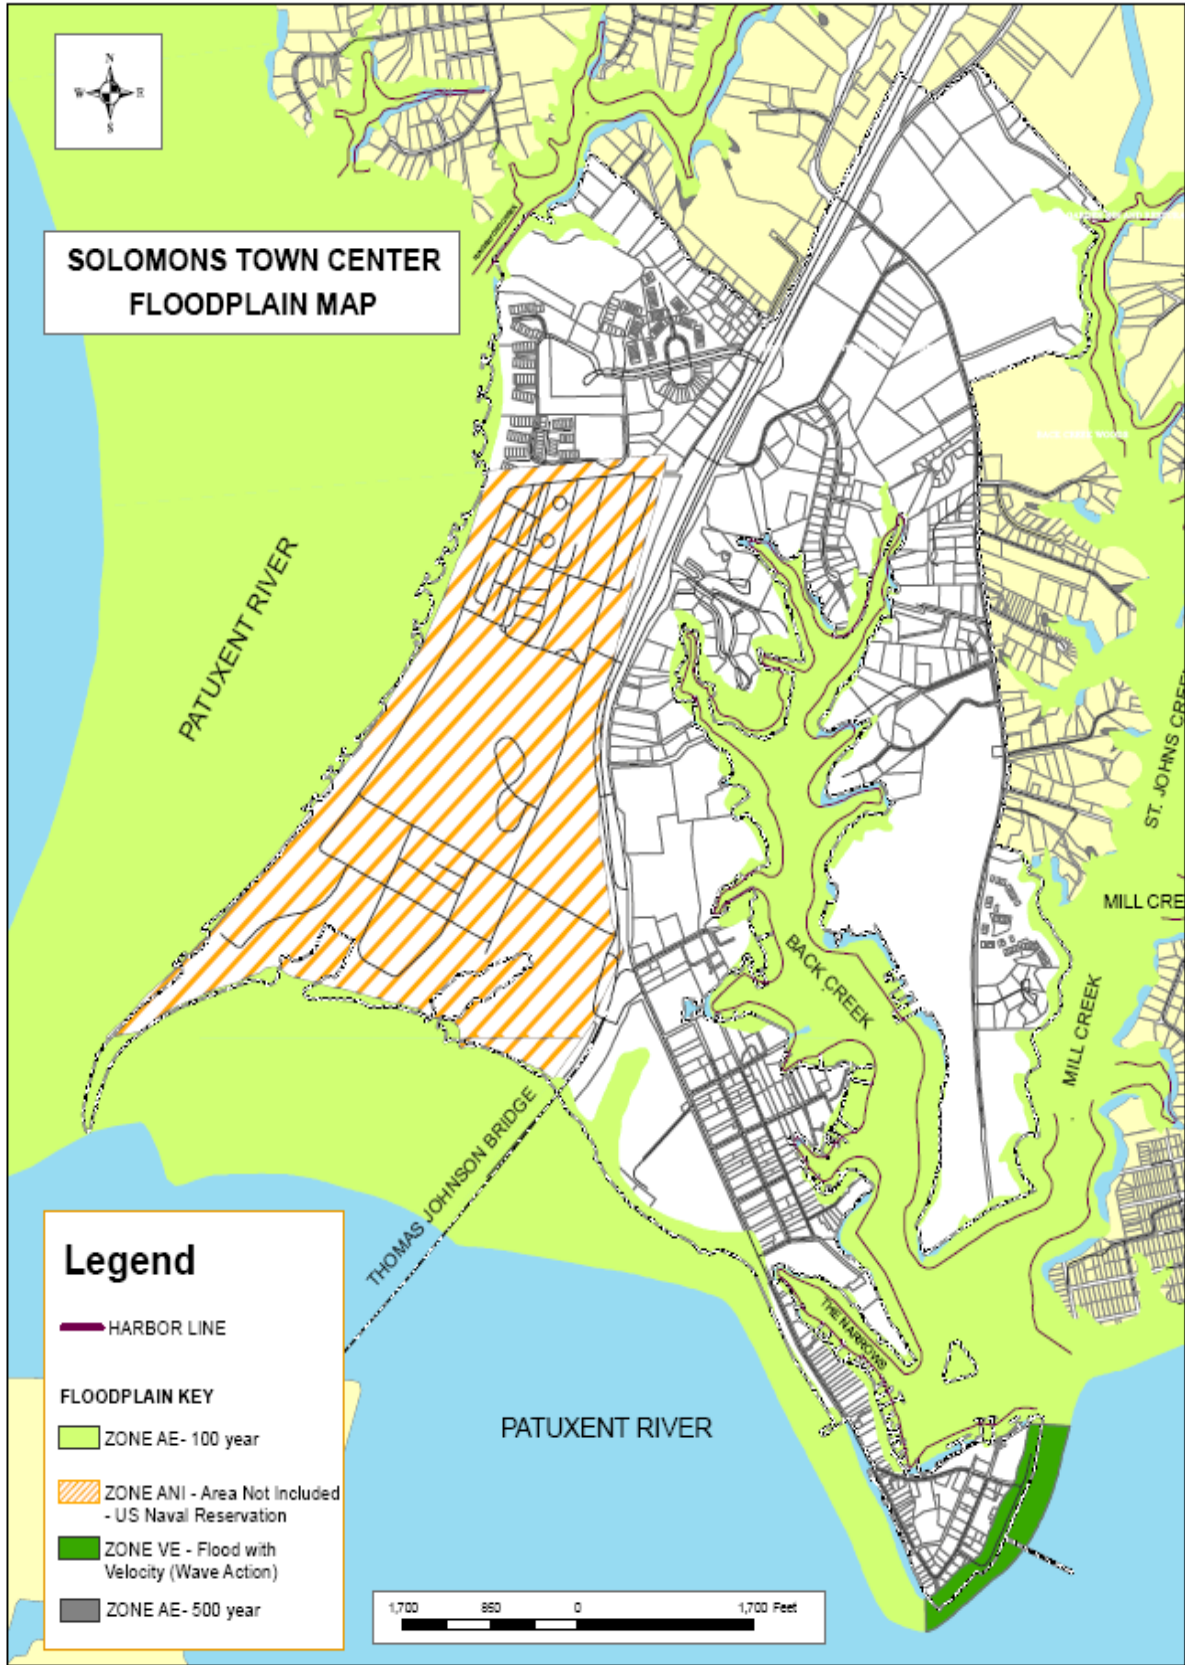 N
W E
S
SOLOMONS TOWN CENTER
FLOODPLAIN MAP
PATUXENT RIVER
ST. JOHNS CREE
MILL CRE
BACK CREEK
MILL CREEK
THOMAS JOHNSON BRIDGE
THE NARROWS
PATUXENT RIVER
Legend
HARBOR LINE
FLOODPLAIN KEY
ZONE AE- 100 year
ZONE ANI - Area Not Included
- US Naval Reservation
ZONE VE - Flood with
Velocity (Wave Action)
ZONE AE- 500 year
1,700 850 0 1,700 Feet